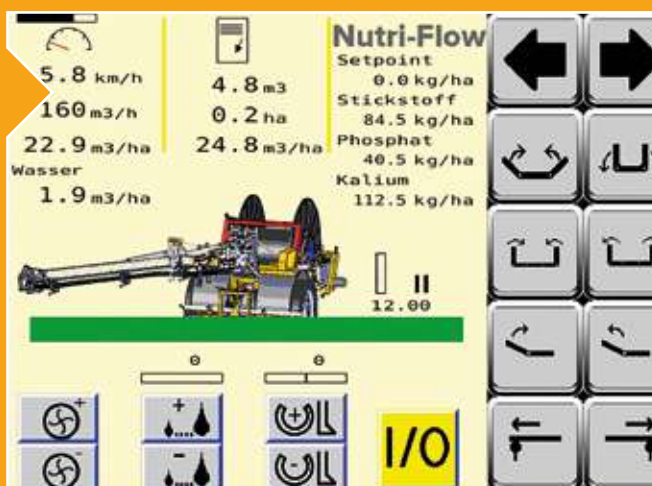 Nutri-Flow
5.8 km/h
160 m3/h
22.9 m3/ha
Wasser
1.9 m3/ha
4.8 m3
0.2 ha
24.8 m3/ha
Setpoint
0.0 kg/ha
Stickstoff
84.5 kg/ha
Phosphat
40.5 kg/ha
Kalium
112.5 kg/ha
12.00
0
0
I/O